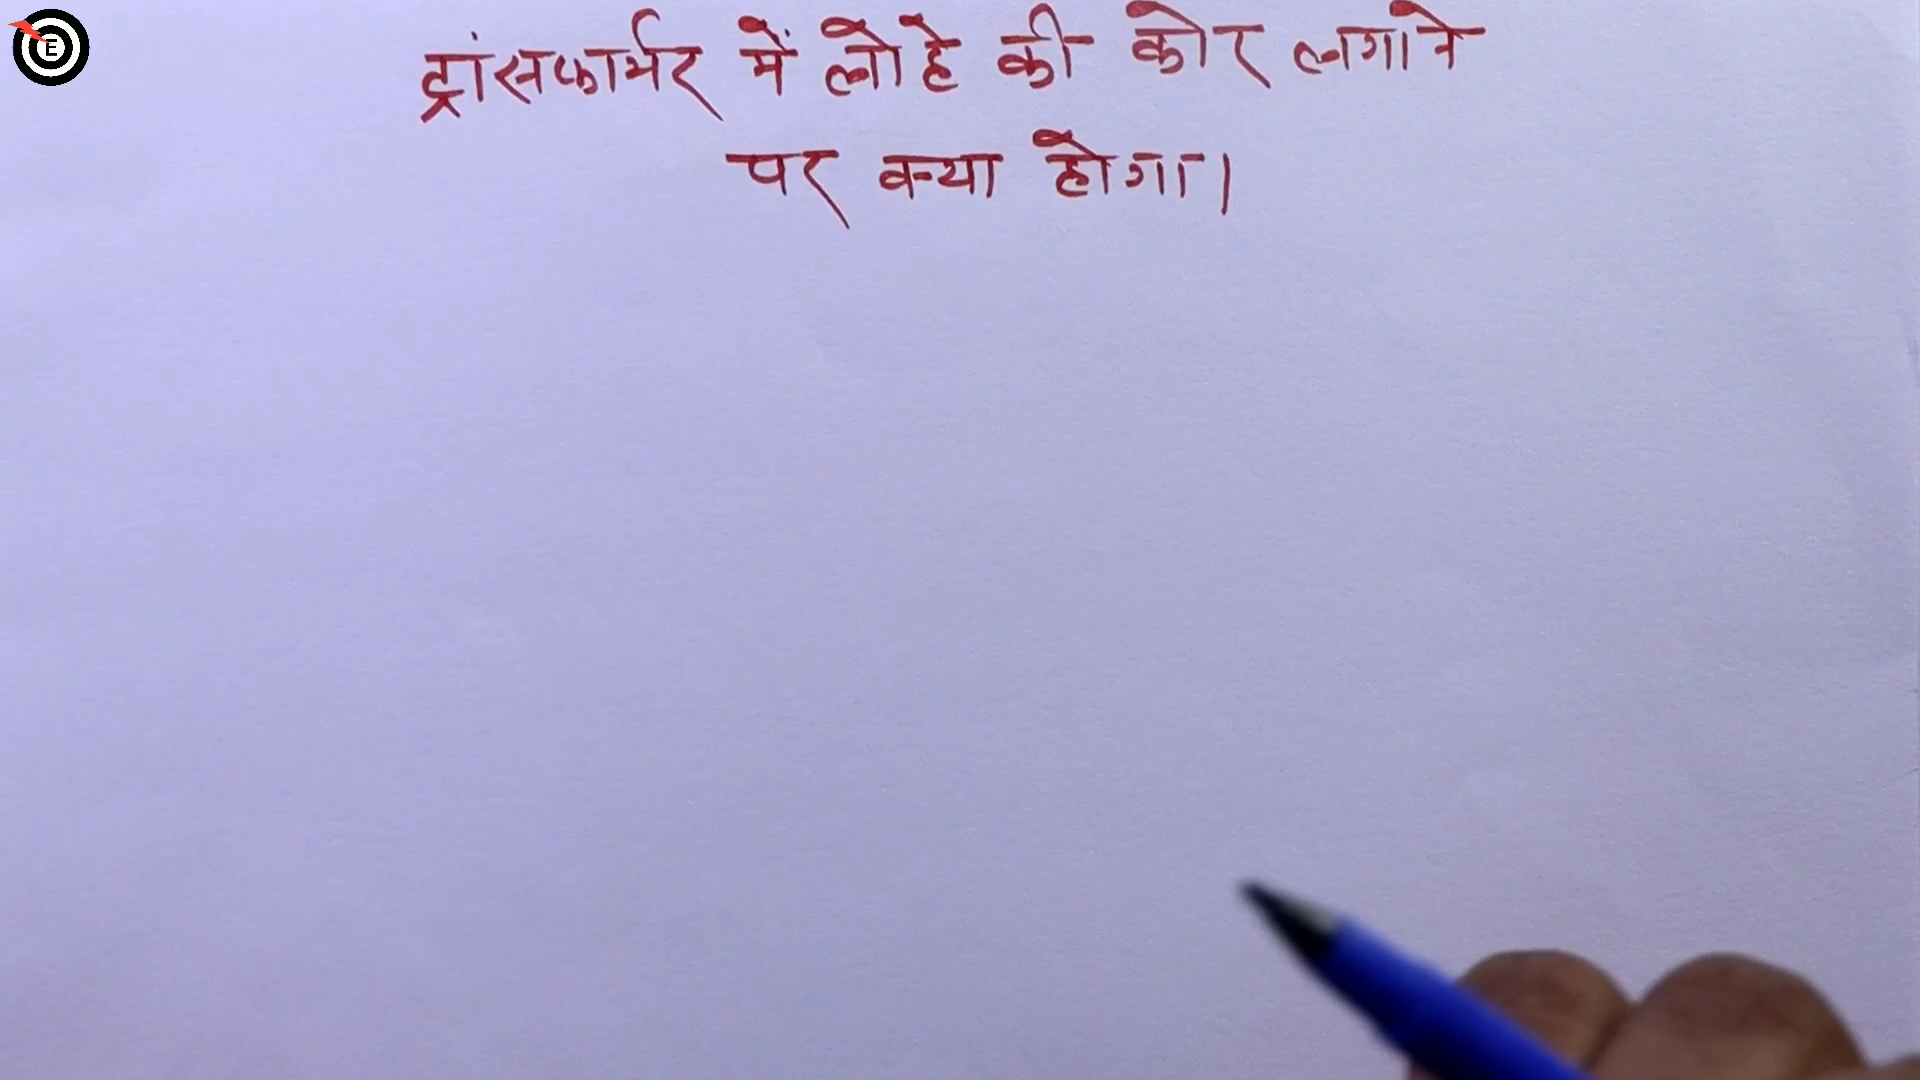 E
ट्रांसफार्मर में लोहे की कोर लगाने
पर क्या होगा।